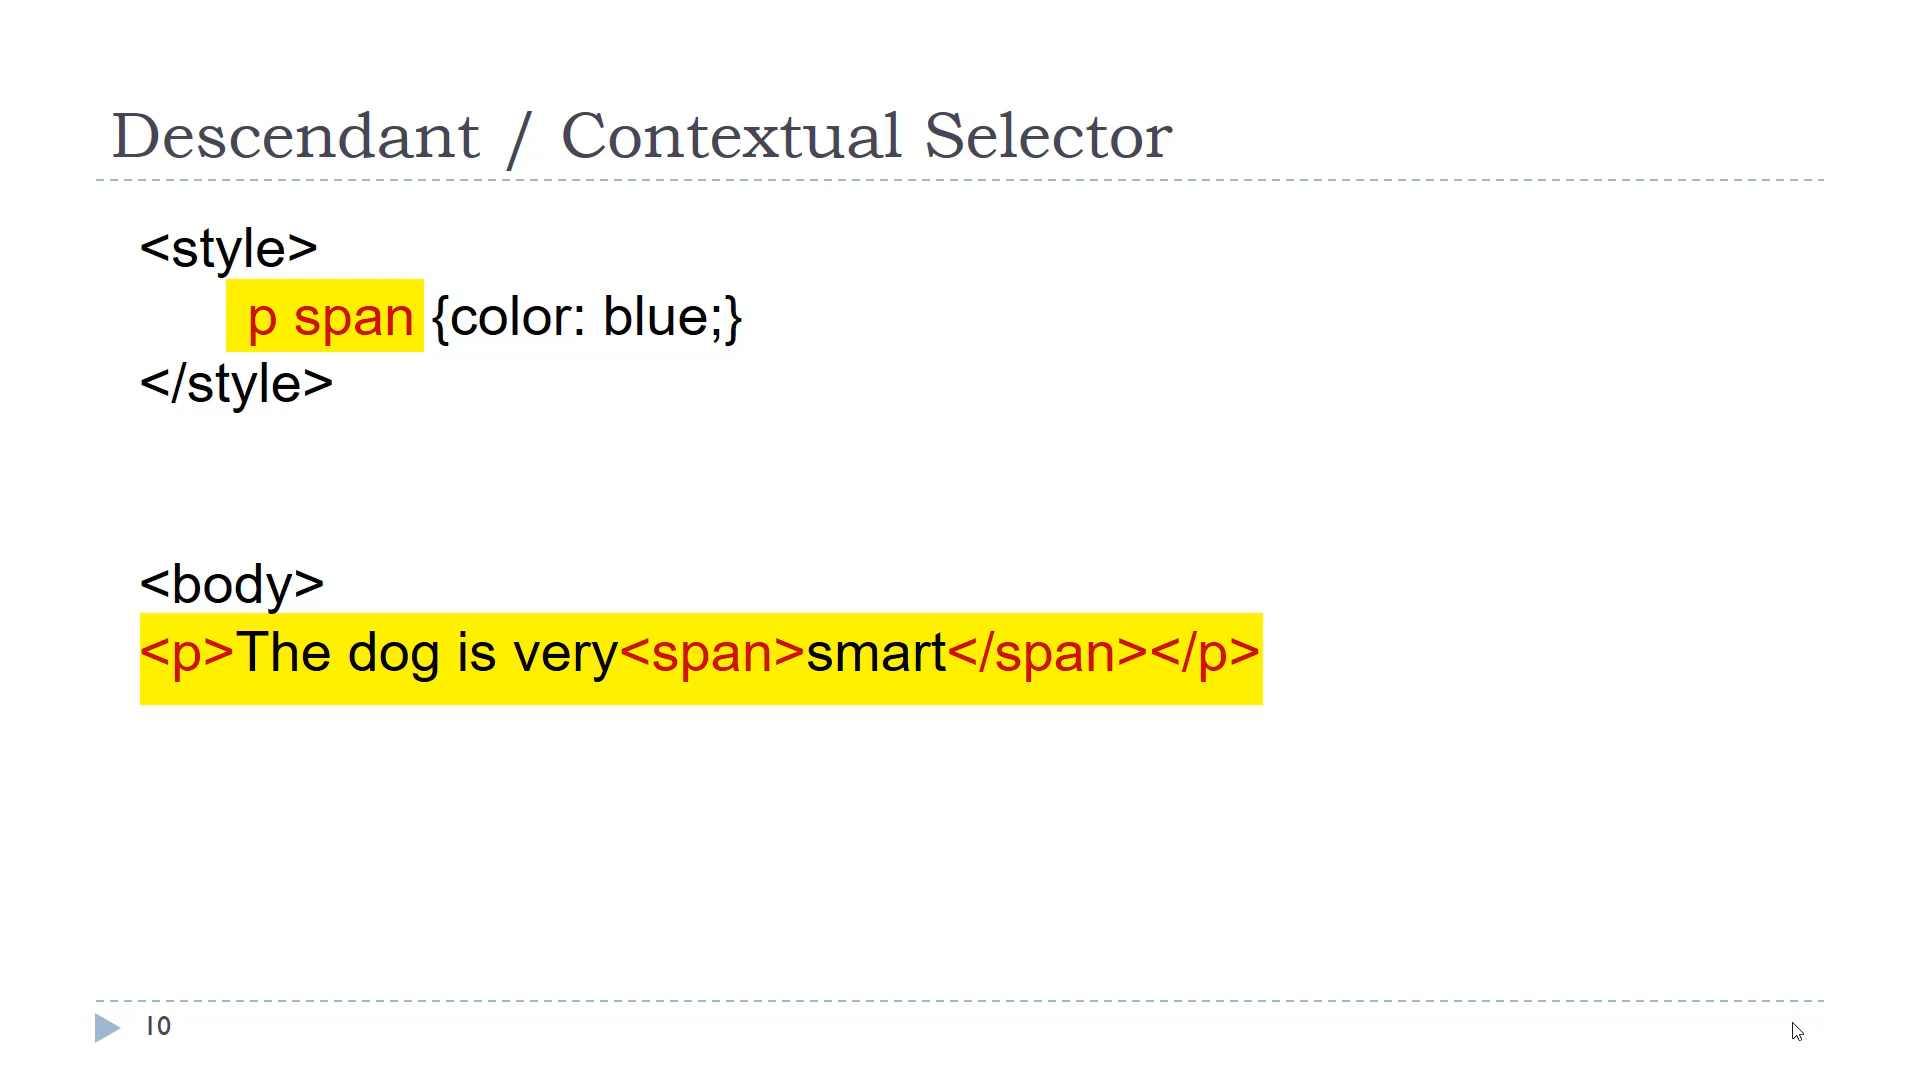 Descendant / Contextual Selector
<style>
p span {color: blue;}
</style>
<body>
<p>The dog is very<span>smart</span></p>
10